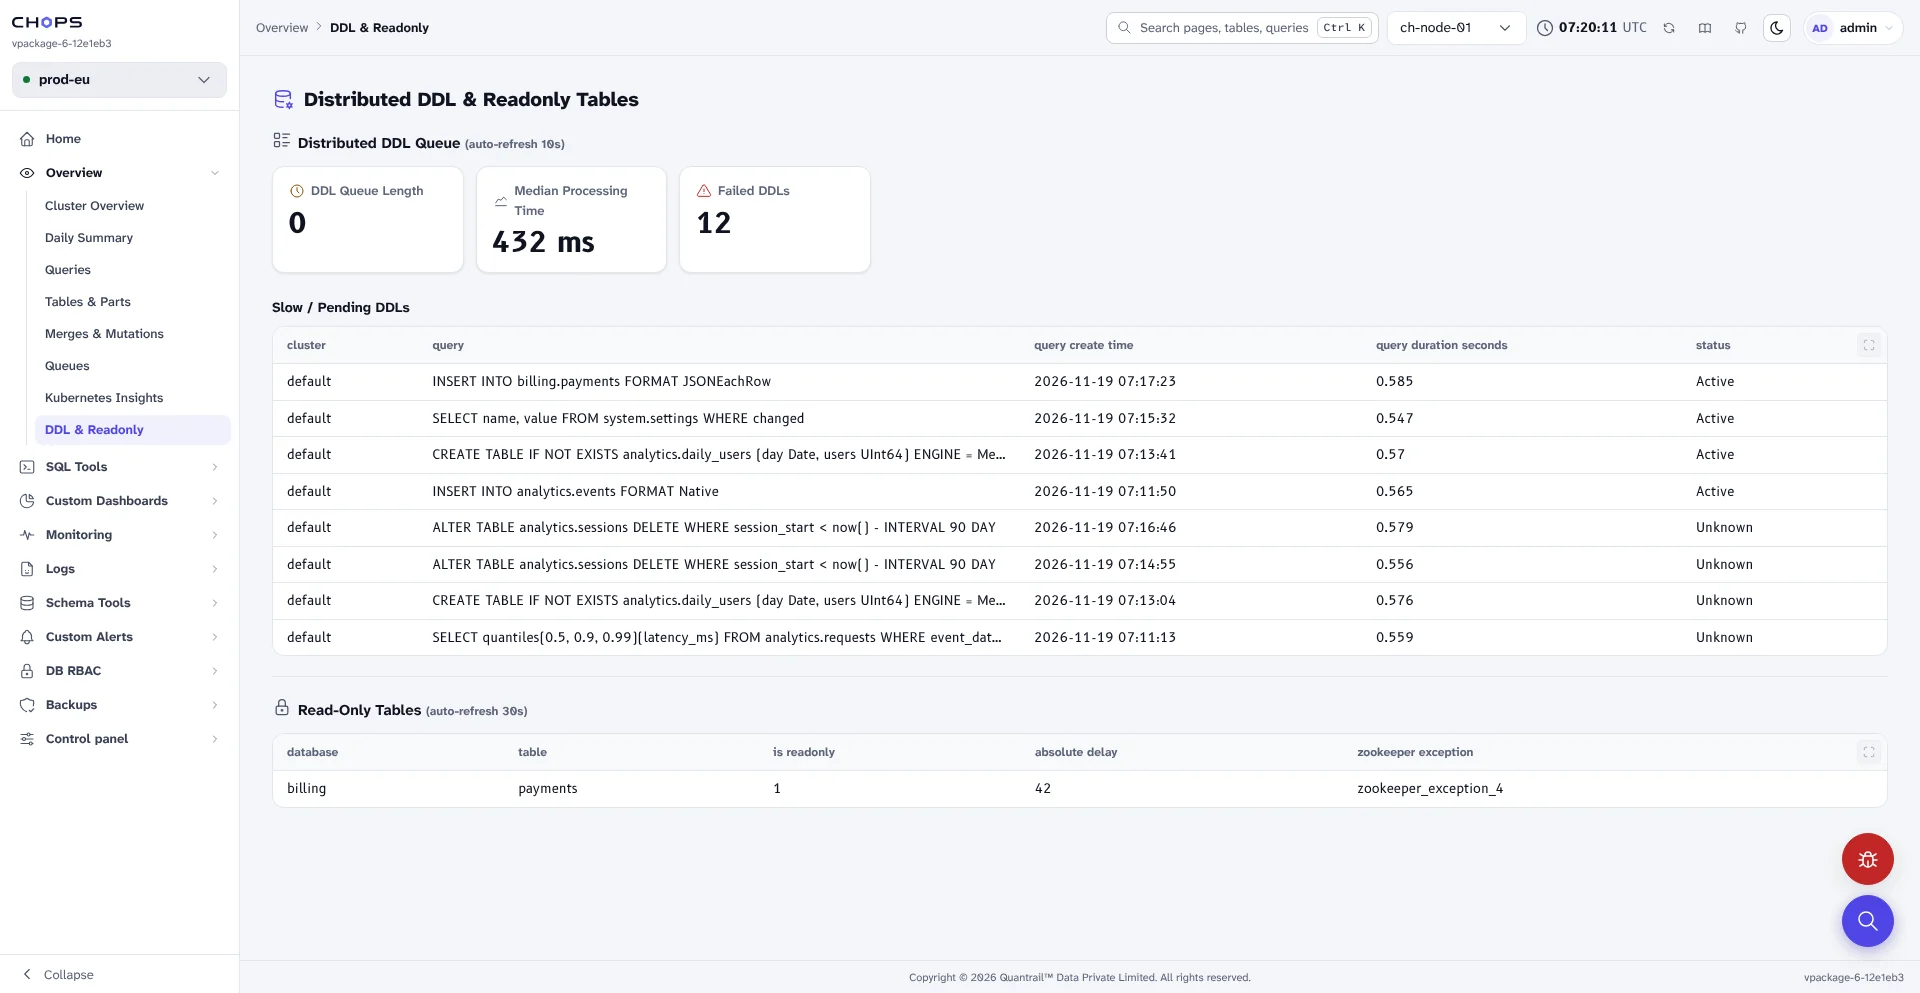 CHOPS
vpackage-6-12e1eb3
prod-eu
Home
Overview
Cluster Overview
Daily Summary
Queries
Tables & Parts
Merges & Mutations
Queues
Kubernetes Insights
DDL & Readonly
SQL Tools
Custom Dashboards
Monitoring
Logs
Schema Tools
Custom Alerts
DB RBAC
Backups
Control panel
Collapse
Overview > DDL & Readonly
Search pages, tables, queries Ctrl K
ch-node-01
07:20:11 UTC
AD admin
Distributed DDL & Readonly Tables
Distributed DDL Queue (auto-refresh 10s)
DDL Queue Length
0
Median Processing
Time
432 ms
Failed DDLs
12
Slow / Pending DDLs
cluster query query create time query duration seconds status
default INSERT INTO billing.payments FORMAT JSONEachRow 2026-11-19 07:17:23 0.585 Active
default SELECT name, value FROM system.settings WHERE changed 2026-11-19 07:15:32 0.547 Active
default CREATE TABLE IF NOT EXISTS analytics.daily_users (day Date, users UInt64) ENGINE = Me... 2026-11-19 07:13:41 0.57 Active
default INSERT INTO analytics.events FORMAT Native 2026-11-19 07:11:50 0.565 Active
default ALTER TABLE analytics.sessions DELETE WHERE session_start < now() - INTERVAL 90 DAY 2026-11-19 07:16:46 0.579 Unknown
default ALTER TABLE analytics.sessions DELETE WHERE session_start < now() - INTERVAL 90 DAY 2026-11-19 07:14:55 0.556 Unknown
default CREATE TABLE IF NOT EXISTS analytics.daily_users (day Date, users UInt64) ENGINE = Me... 2026-11-19 07:13:04 0.576 Unknown
default SELECT quantiles(0.5, 0.9, 0.99)(latency_ms) FROM analytics.requests WHERE event_dat... 2026-11-19 07:11:13 0.559 Unknown
Read-Only Tables (auto-refresh 30s)
database table is readonly absolute delay zookeeper exception
billing payments 1 42 zookeeper_exception_4
Copyright © 2026 Quantrail™ Data Private Limited. All rights reserved.
vpackage-6-12e1eb3